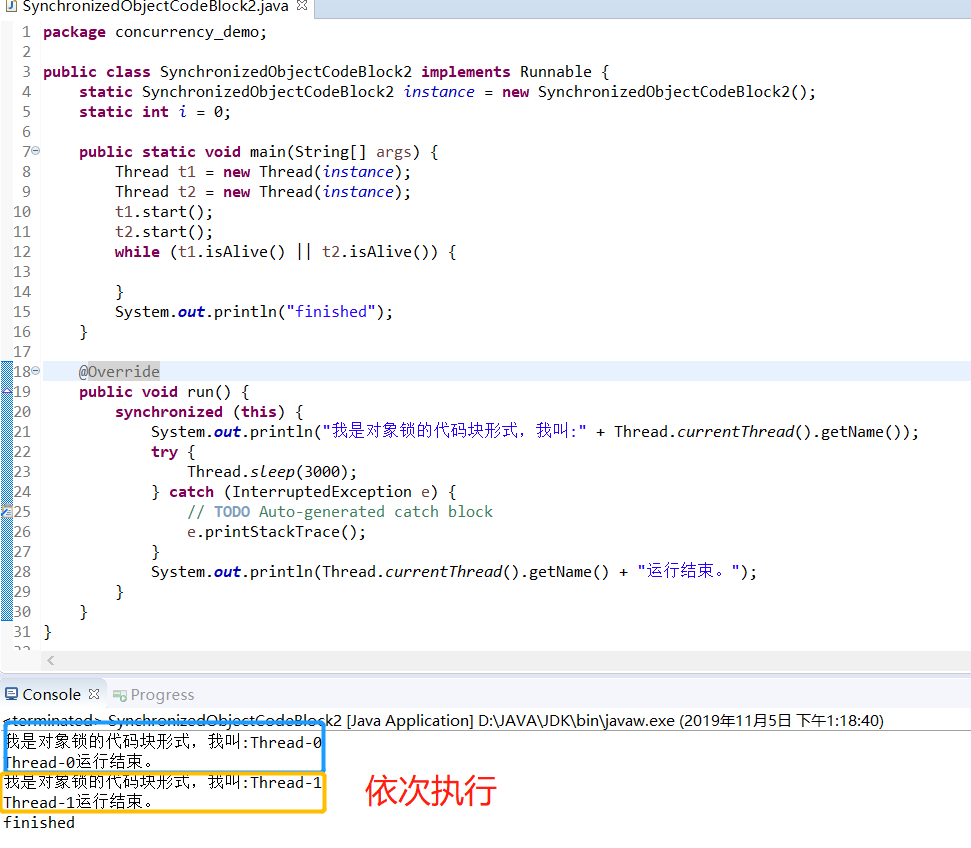 SynchronizedObjectCodeBlock2.java
1 package concurrency_demo;
2
3 public class SynchronizedObjectCodeBlock2 implements Runnable {
4 static SynchronizedObjectCodeBlock2 instance = new SynchronizedObjectCodeBlock2();
5 static int i = 0;
6
7 public static void main(String[] args) {
8 Thread t1 = new Thread(instance);
9 Thread t2 = new Thread(instance);
10 t1.start();
11 t2.start();
12 while (t1.isAlive() || t2.isAlive()) {
13
14 }
15 System.out.println("finished");
16 }
17
18 @Override
19 public void run() {
20 synchronized (this) {
21 System.out.println("我是对象锁的代码块形式，我叫:" + Thread.currentThread().getName());
22 try {
23 Thread.sleep(3000);
24 } catch (InterruptedException e) {
25 // TODO Auto-generated catch block
26 e.printStackTrace();
27 }
28 System.out.println(Thread.currentThread().getName() + "运行结束。");
29 }
30 }
31 }
32
Console Progress
<terminated> SynchronizedObjectCodeBlock2 [Java Application] D:\JAVA\JDK\bin\javaw.exe (2019年11月5日 下午1:18:40)
我是对象锁的代码块形式，我叫:Thread-0
Thread-0运行结束。
我是对象锁的代码块形式，我叫:Thread-1
Thread-1运行结束。
依次执行
finished